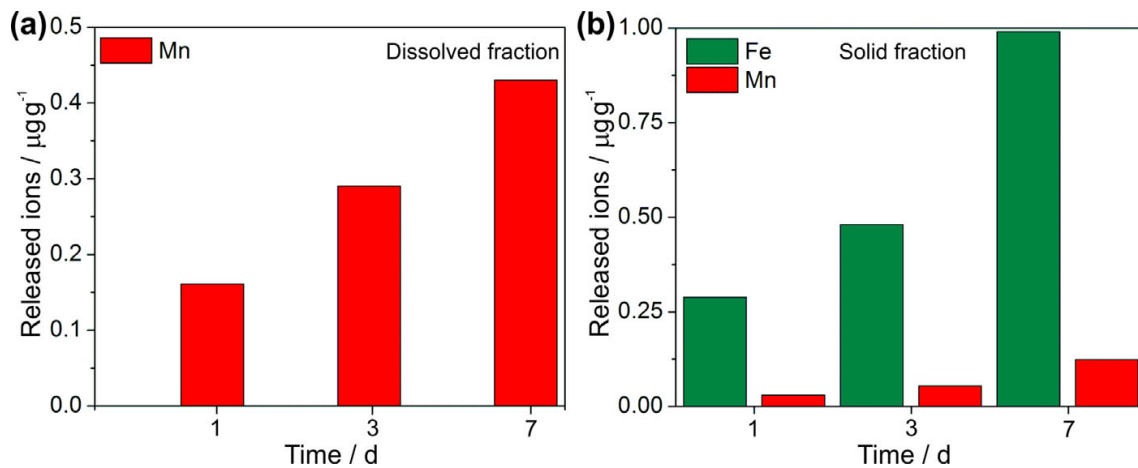 (a)
Mn
Dissolved fraction
Released ions / µgg⁻¹
0.5
0.4
0.3
0.2
0.1
0.0
1 3 7
Time / d
(b)
Fe
Mn
Solid fraction
Released ions / µgg⁻¹
1.00
0.75
0.50
0.25
0.00
1 3 7
Time / d